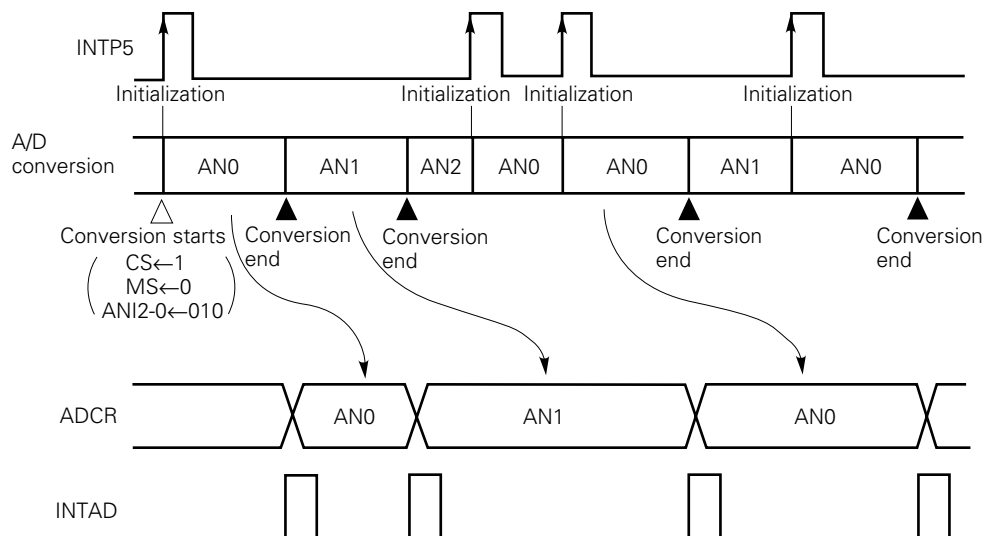 INTP5
Initialization
Initialization
Initialization
Initialization
A/D
conversion
AN0
AN1
AN2
AN0
AN0
AN1
AN0
Conversion starts
CS←1
MS←0
ANI2-0←010
Conversion
end
Conversion
end
Conversion
end
Conversion
end
ADCR
AN0
AN1
AN0
INTAD